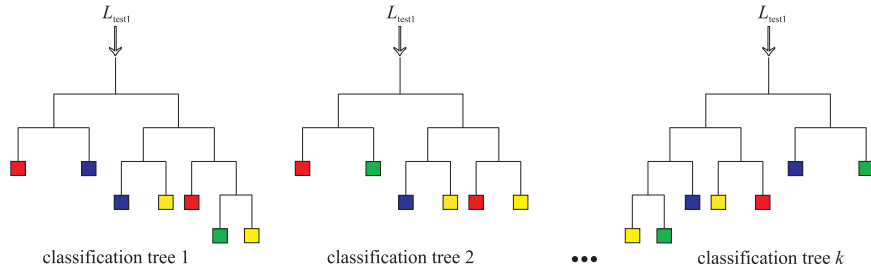 L_test1 L_test1 L_test1
classification tree 1 classification tree 2 ••• classification tree k